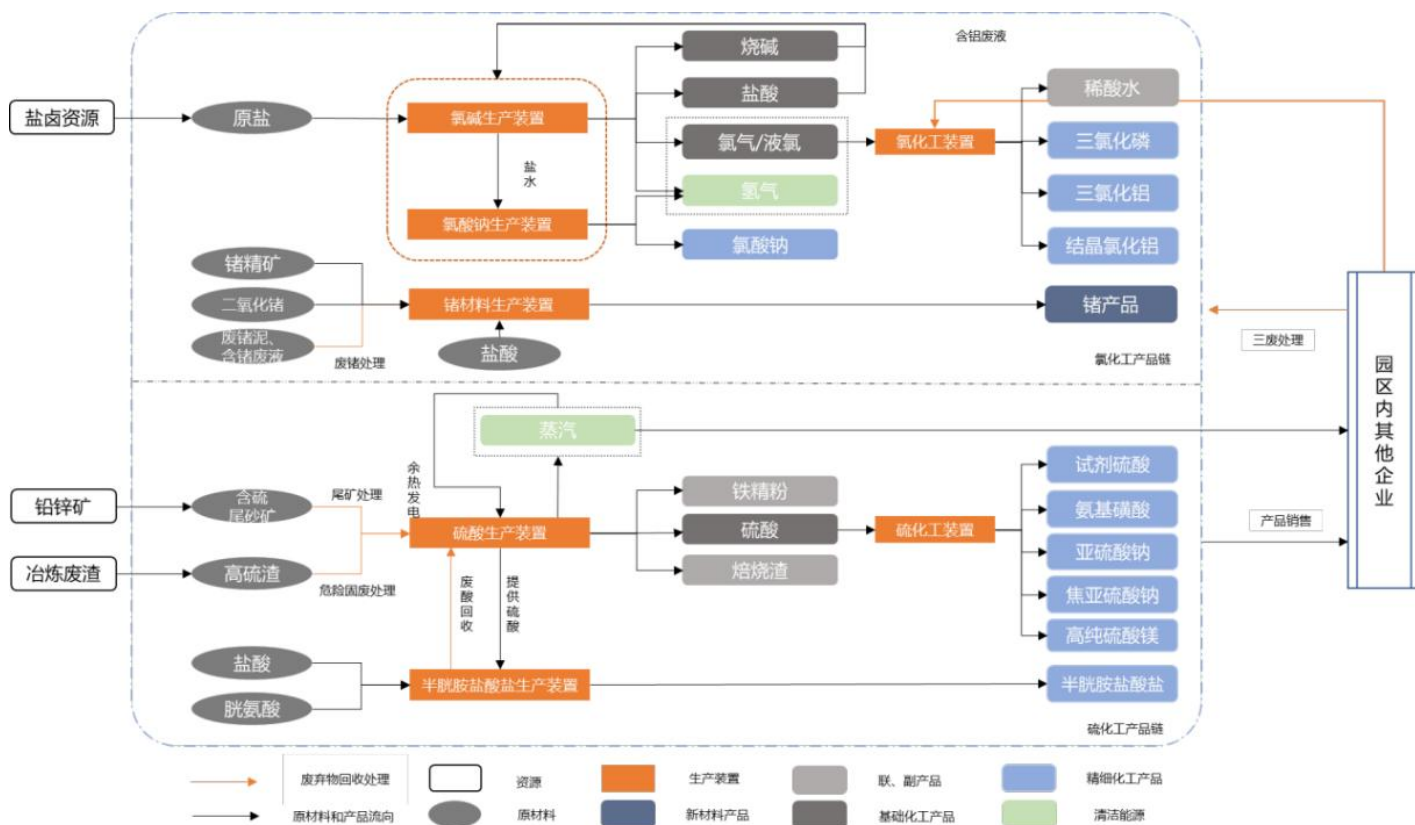 含铝废液
烧碱
盐酸
稀酸水
盐卤资源
原盐
氯碱生产装置
氯气/液氯
氯化工装置
三氯化磷
盐
水
氢气
三氯化铝
氯酸钠生产装置
氯酸钠
结晶氯化铝
锗精矿
二氧化锗
锗材料生产装置
锗产品
废锗泥、
含锗废液
废锗处理
盐酸
三废处理
氯化工产品链
园
区
内
其
他
企
业
蒸汽
余
热
发
电
试剂硫酸
铅锌矿
含硫
尾砂矿
尾矿处理
铁精粉
氨基磺酸
硫酸生产装置
硫酸
硫化工装置
产品销售
亚硫酸钠
冶炼废渣
高硫渣
危险固废处理
焙烧渣
焦亚硫酸钠
废
酸
回
收
提
供
硫
酸
高纯硫酸镁
盐酸
半胱胺盐酸盐生产装置
半胱胺盐酸盐
胱氨酸
硫化工产品链
废弃物回收处理
资源
生产装置
联、副产品
精细化工产品
原材料和产品流向
原材料
新材料产品
基础化工产品
清洁能源